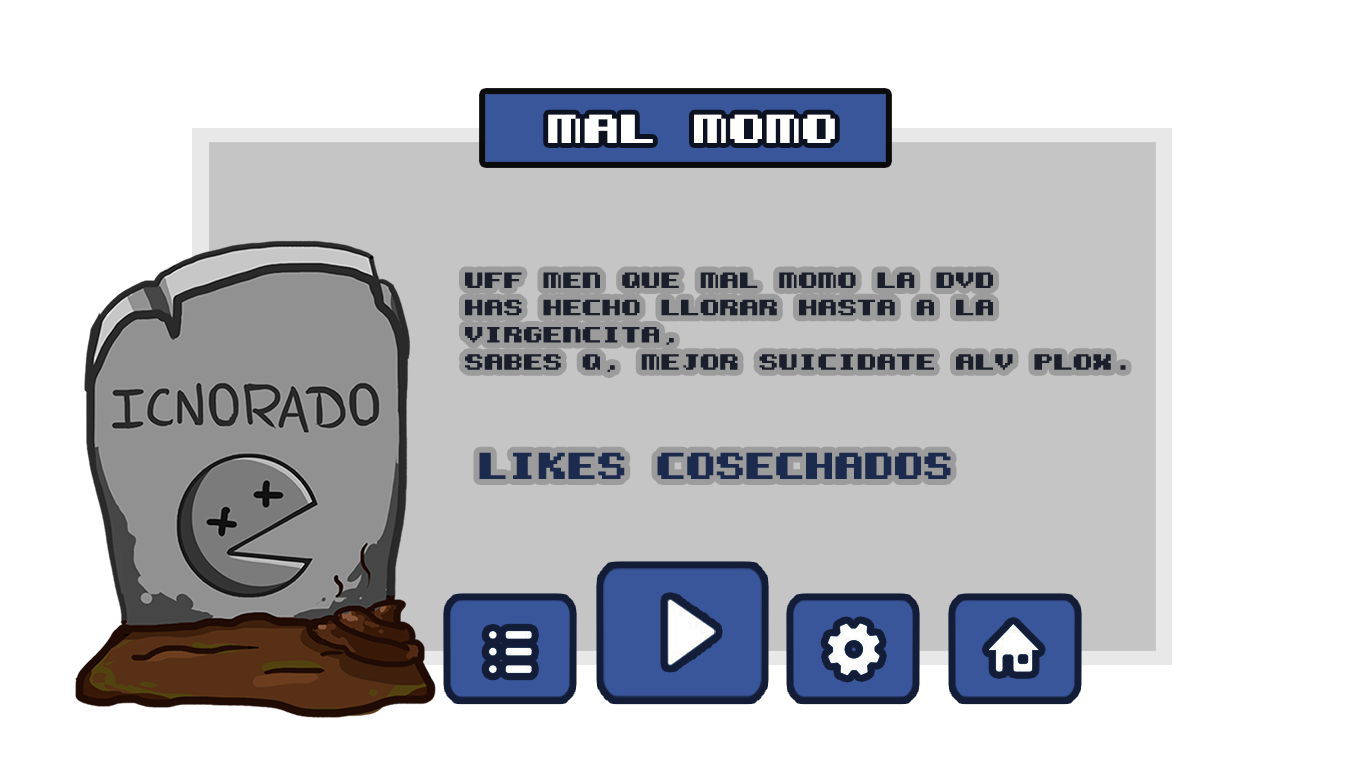 MAL MOMO
UFF MEN QUE MAL MOMO LA DVD
HAS HECHO LLORAR HASTA A LA
VIRGENCITA,
SABES Q, MEJOR SUICIDATE ALV PLOX.
ICNORADO
LIKES COSECHADOS